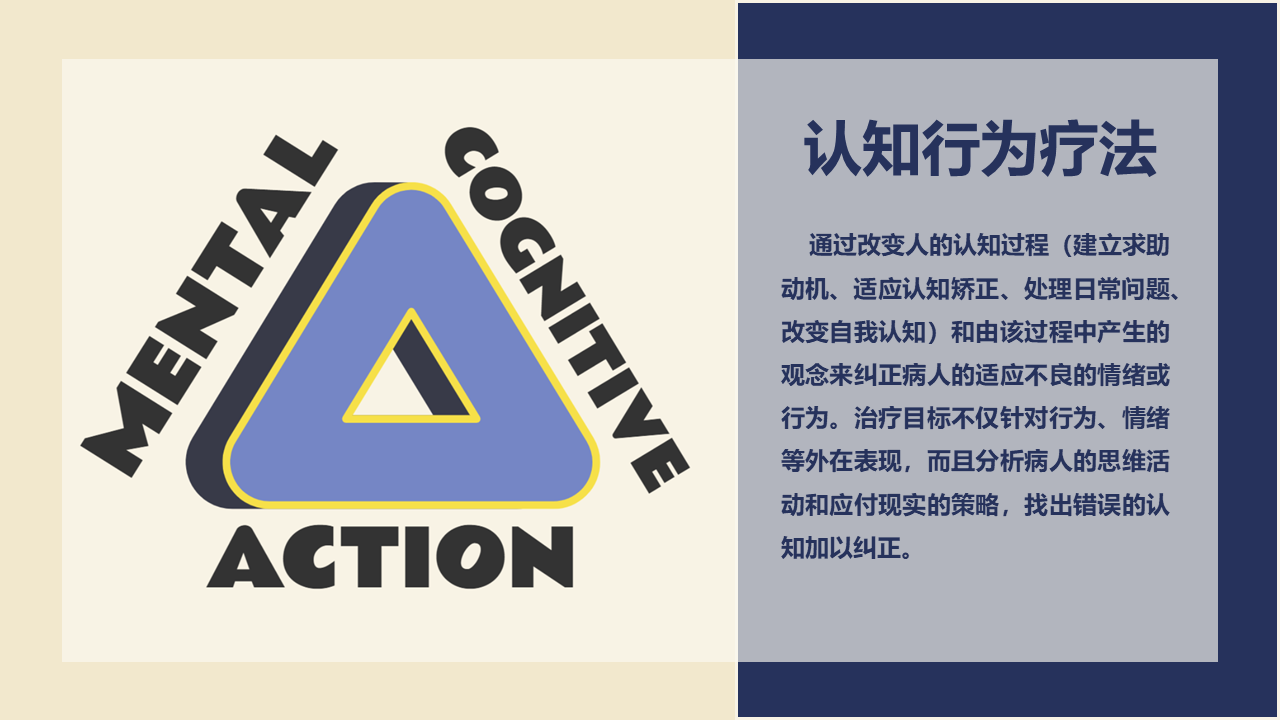 MENTAL
COGNITIVE
ACTION
认知行为疗法
通过改变人的认知过程（建立求助
动机、适应认知矫正、处理日常问题、
改变自我认知）和由该过程中产生的
观念来纠正病人的适应不良的情绪或
行为。治疗目标不仅针对行为、情绪
等外在表现，而且分析病人的思维活
动和应付现实的策略，找出错误的认
知加以纠正。